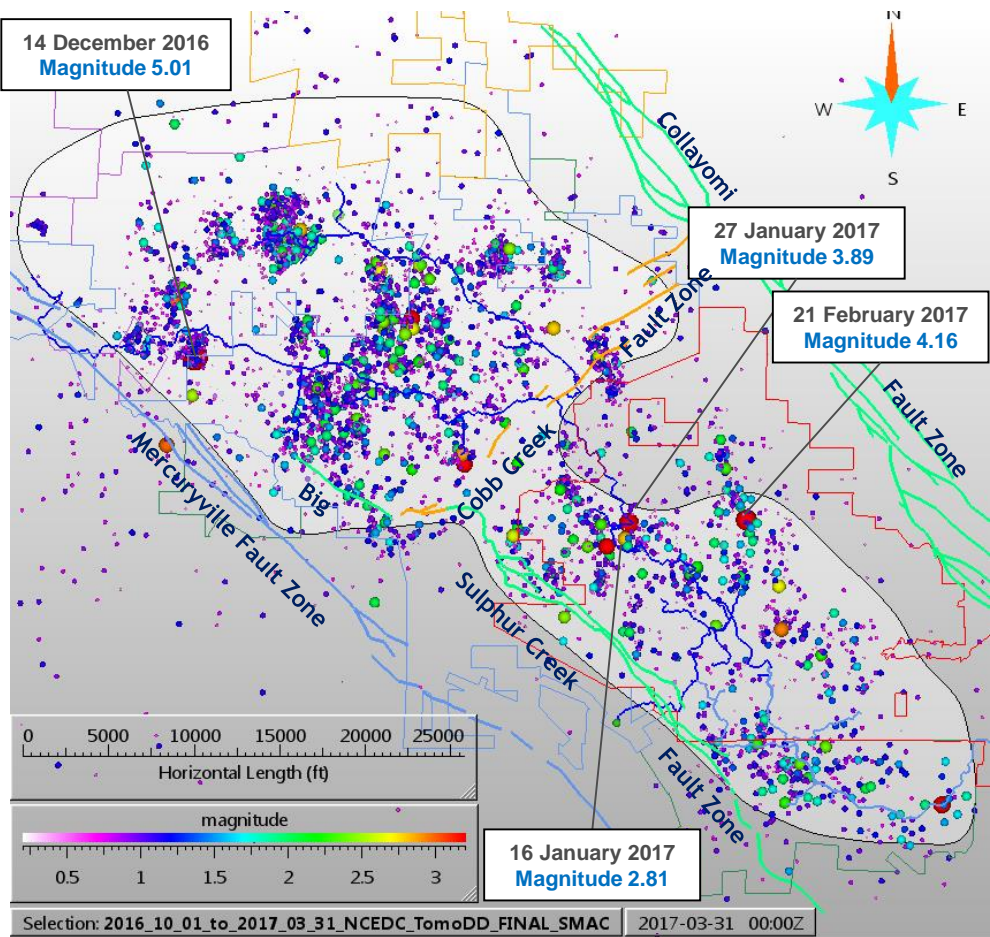 14 December 2016
Magnitude 5.01
N
W
E
S
Collayomi
27 January 2017
Magnitude 3.89
21 February 2017
Magnitude 4.16
Fault Zone
Fault Zone
Mercuryville Fault Zone
Big
Cobb Creek
Sulphur Creek
Fault Zone
0 5000 10000 15000 20000 25000
Horizontal Length (ft)
magnitude
0.5 1 1.5 2 2.5 3
16 January 2017
Magnitude 2.81
Selection: 2016_10_01_to_2017_03_31_NCEDC_TomoDD_FINAL_SMAC
2017-03-31 00:00Z